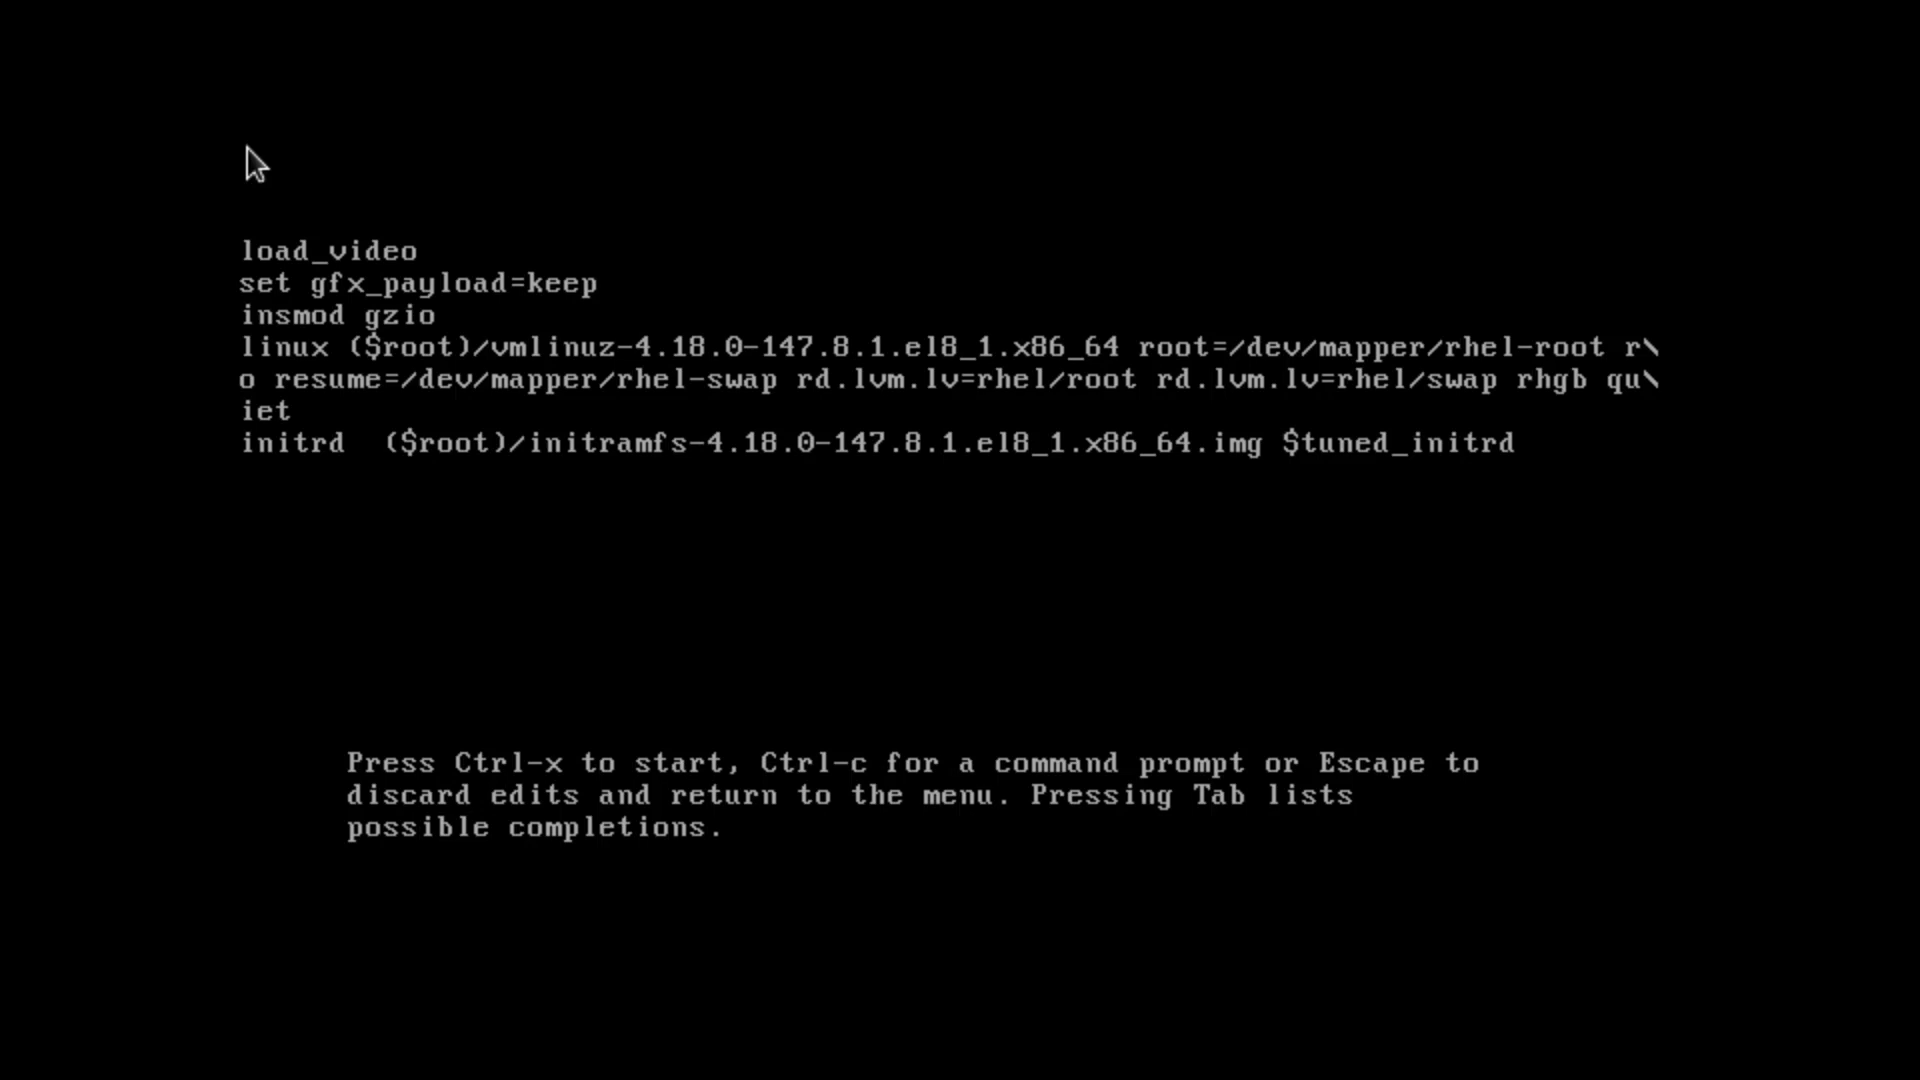 load_video
set gfx_payload=keep
insmod gzio
linux ($root)/vmlinuz-4.18.0-147.8.1.el8_1.x86_64 root=/dev/mapper/rhel-root r\
o resume=/dev/mapper/rhel-swap rd.lvm.lv=rhel/root rd.lvm.lv=rhel/swap rhgb qu\
iet
initrd  ($root)/initramfs-4.18.0-147.8.1.el8_1.x86_64.img $tuned_initrd
Press Ctrl-x to start, Ctrl-c for a command prompt or Escape to
discard edits and return to the menu. Pressing Tab lists
possible completions.